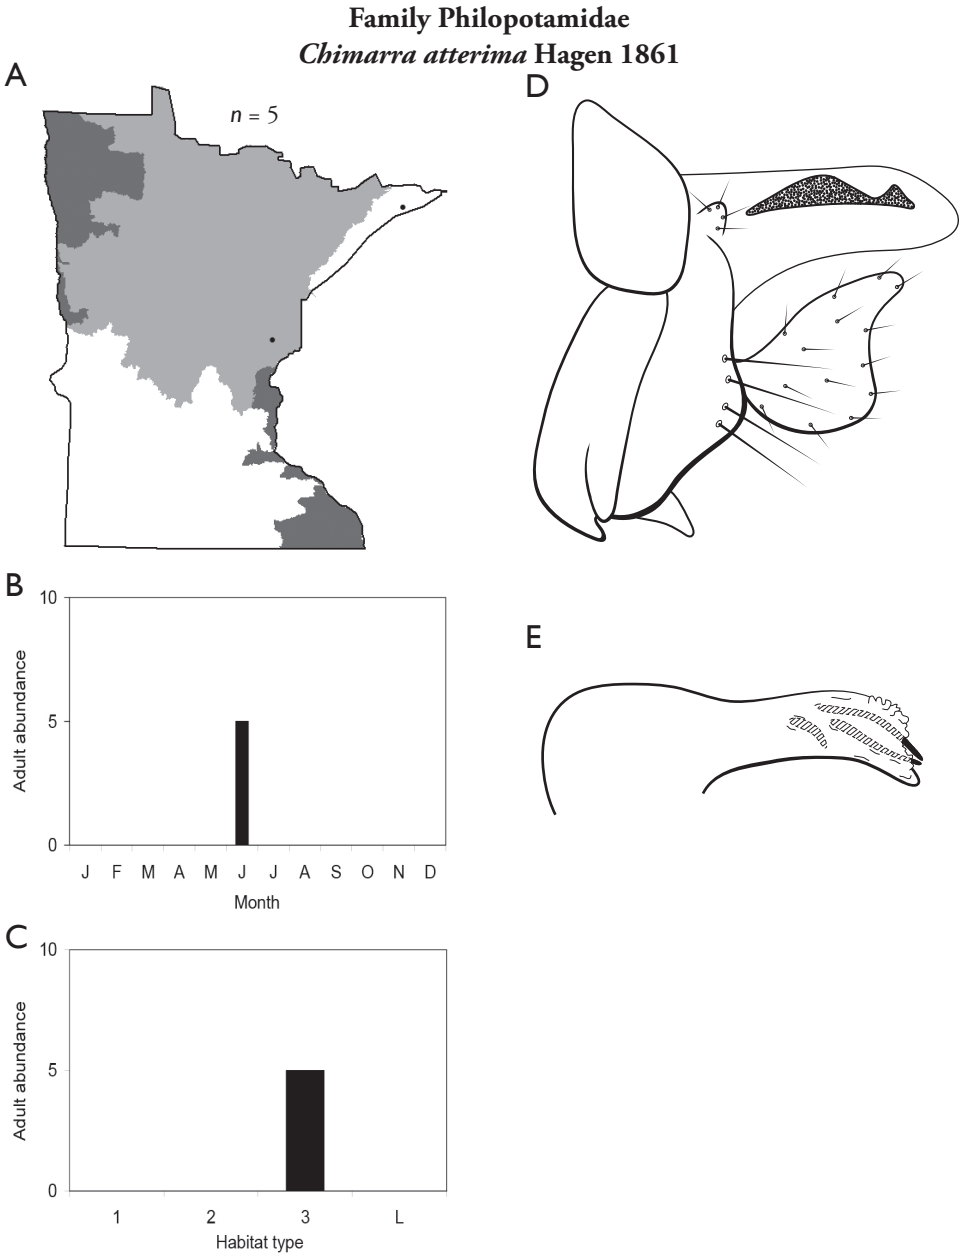 Family Philopotamidae
Chimarra atterima Hagen 1861
A
n = 5
D
B
10
5
0
Adult abundance
J F M A M J J A S O N D
Month
E
C
10
5
0
Adult abundance
1 2 3 L
Habitat type